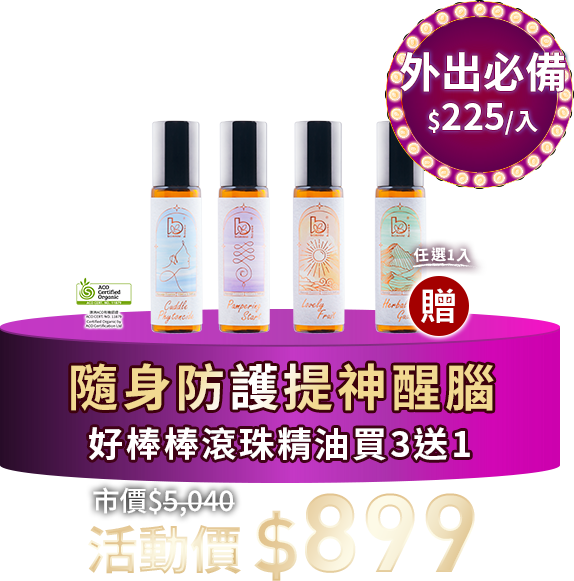 外出必備
$225/入
任選1入
贈
ACO
Certified
Organic
Cuddle
Phytoncide
Pampering
Star
Lovely
Fruit
Herbal
隨身防護提神醒腦
好棒棒滾珠精油買3送1
市價$5,040
活動價$899